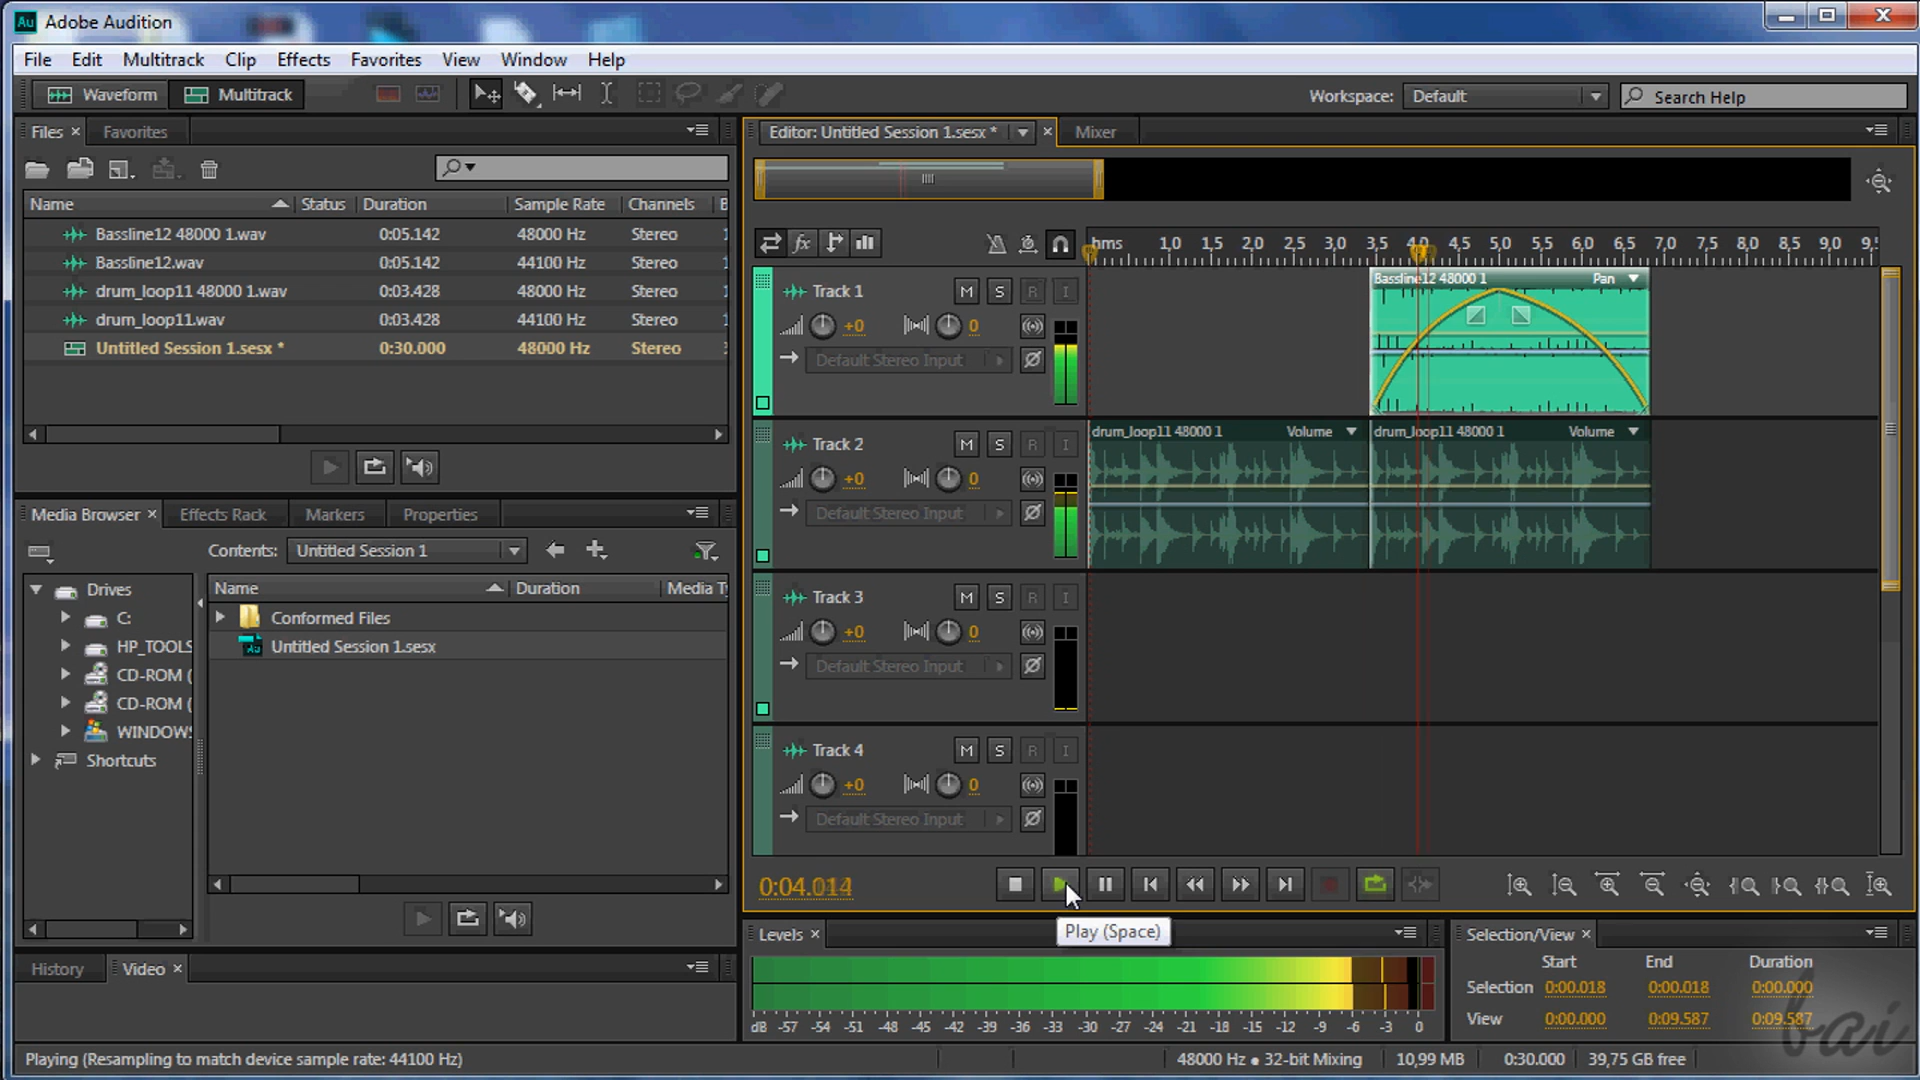 Au Adobe Audition
File Edit Multitrack Clip Effects Favorites View Window Help
Waveform Multitrack Workspace: Default Search Help
Files × Favorites
Name Status Duration Sample Rate Channels
Bassline12 48000 1.wav 0:05.142 48000 Hz Stereo
Bassline12.wav 0:05.142 44100 Hz Stereo
drum_loop11 48000 1.wav 0:03.428 48000 Hz Stereo
drum_loop11.wav 0:03.428 44100 Hz Stereo
Untitled Session 1.sesx * 0:30.000 48000 Hz Stereo
Media Browser × Effects Rack Markers Properties
Contents: Untitled Session 1
Drives
C:
HP_TOOLS
CD-ROM (
CD-ROM (
WINDOWS
Shortcuts
Name Duration Media Ty
Conformed Files
Untitled Session 1.sesx
History Video ×
Editor: Untitled Session 1.sesx * × Mixer
fx
hms 1,0 1,5 2,0 2,5 3,0 3,5 4,0 4,5 5,0 5,5 6,0 6,5 7,0 7,5 8,0 8,5 9,0 9,5
Track 1 M S R I
+0 0
Default Stereo Input
Bassline12 48000 1 Pan
Track 2 M S R I
+0 0
Default Stereo Input
drum_loop11 48000 1 Volume drum_loop11 48000 1 Volume
Track 3 M S R I
+0 0
Default Stereo Input
Track 4 M S R I
+0 0
Default Stereo Input
0:04.014
Play (Space)
Levels ×
dB -57 -54 -51 -48 -45 -42 -39 -36 -33 -30 -27 -24 -21 -18 -15 -12 -9 -6 -3 0
Selection/View ×
Start End Duration
Selection 0:00.018 0:00.018 0:00.000
View 0:00.000 0:09.587 0:09.587
Playing (Resampling to match device sample rate: 44100 Hz) 48000 Hz ● 32-bit Mixing 10,99 MB 0:30.000 39,75 GB free